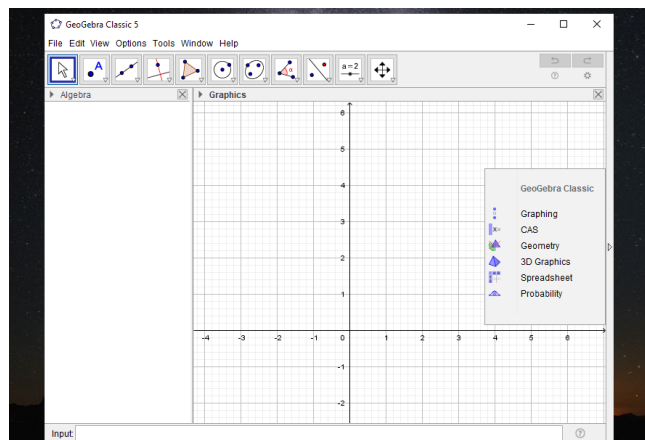 GeoGebra Classic 5
File Edit View Options Tools Window Help
A
a=2
Algebra
Graphics
6
5
4
3
2
1
-4 -3 -2 -1 0 1 2 3 4 5 6
-1
-2
GeoGebra Classic
Graphing
x= CAS
Geometry
3D Graphics
Spreadsheet
Probability
Input: